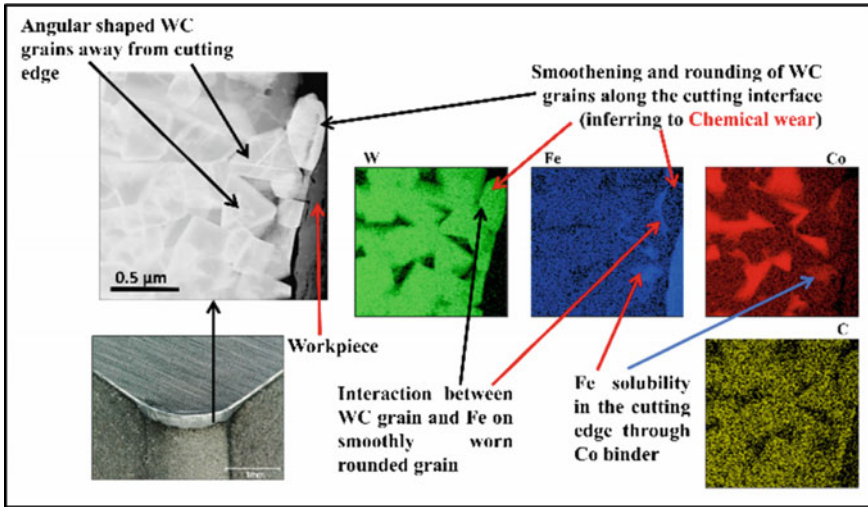 Angular shaped WC
grains away from cutting
edge
Smoothening and rounding of WC
grains along the cutting interface
(inferring to Chemical wear)
W
Fe
Co
0.5 μm
Workpiece
C
Interaction between
WC grain and Fe on
smoothly worn
rounded grain
Fe solubility
in the cutting
edge through
Co binder